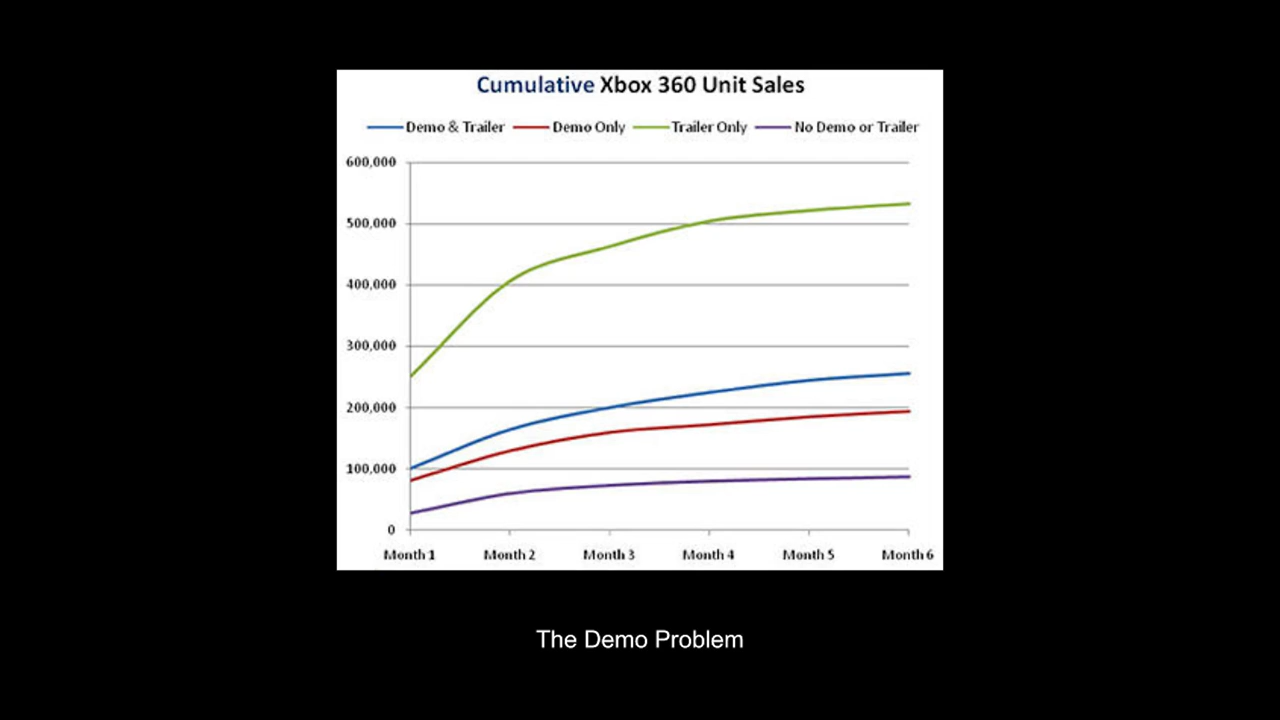 Cumulative Xbox 360 Unit Sales
Demo & Trailer Demo Only Trailer Only No Demo or Trailer
600,000
500,000
400,000
300,000
200,000
100,000
0
Month 1 Month 2 Month 3 Month 4 Month 5 Month 6
The Demo Problem